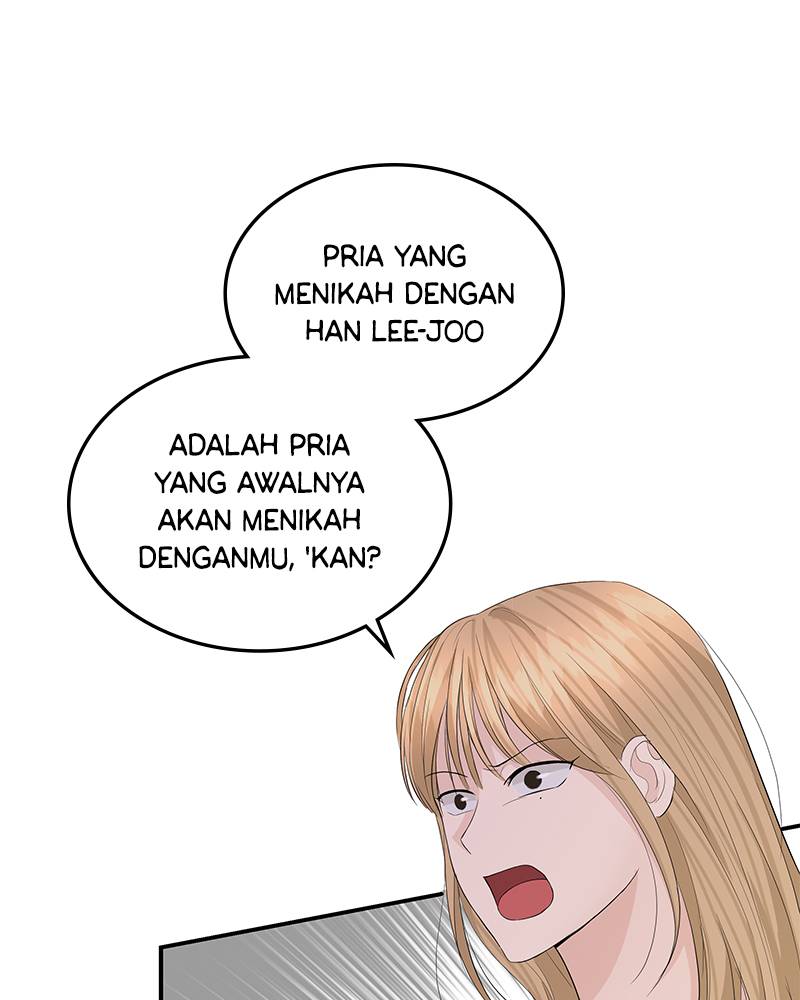 PRIA YANG
MENIKAH DENGAN
HAN LEE-JOO
ADALAH PRIA
YANG AWALNYA
AKAN MENIKAH
DENGANMU, 'KAN?